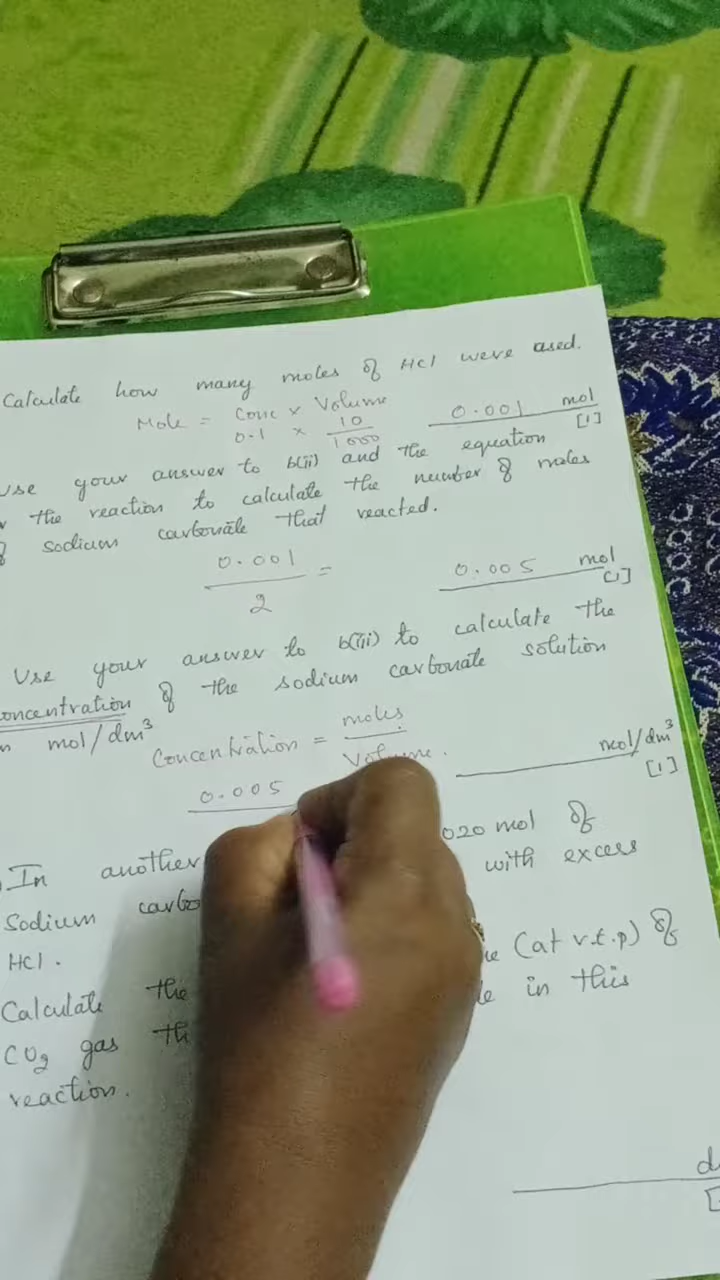 Calculate how many moles of HCl were used.
Mole = Conc × Volume
0.1 × 10/1000
0.001 mol
[1]
Use your answer to b(ii) and the equation
the reaction to calculate the number of moles
sodium carbonate that reacted.
0.001/2 =
0.005 mol
[1]
Use your answer to b(iii) to calculate the
concentration of the sodium carbonate solution
mol/dm³
Concentration = moles/Volume.
mol/dm³
[1]
0.005
In another 020 mol of
Sodium with excess
HCl.
Calculate the (at r.t.p) of
CO₂ gas in this
reaction.